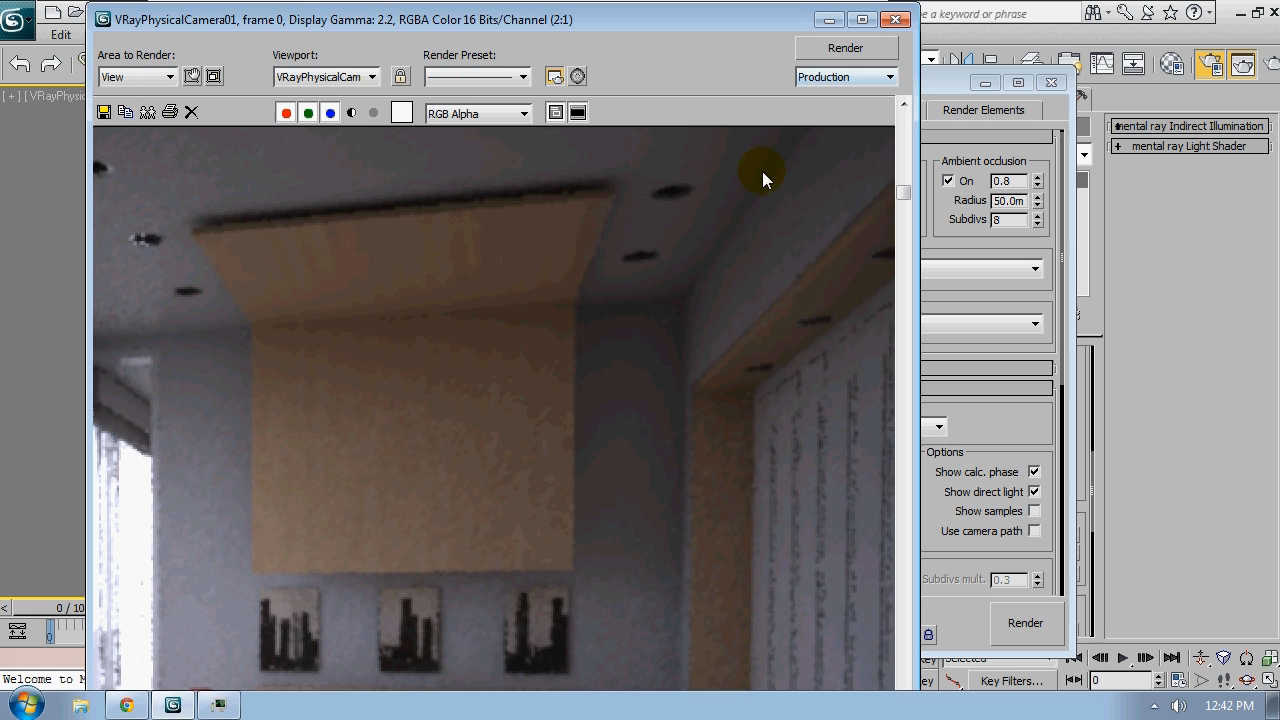 VRayPhysicalCamera01, frame 0, Display Gamma: 2.2, RGBA Color 16 Bits/Channel (2:1)
e a keyword or phrase
Edit
Area to Render:
Viewport:
Render Preset:
Render
View
VRayPhysicalCam
Production
[ + ] [ VRayPhysic
RGB Alpha
Render Elements
mental ray Indirect Illumination
+ mental ray Light Shader
Ambient occlusion
On 0.8
Radius 50.0m
Subdivs 8
Options
Show calc. phase
Show direct light
Show samples
Use camera path
Subdivs mult. 0.3
Render
0 / 10
0
Welcome to M
Selected
Key Filters...
0
12:42 PM